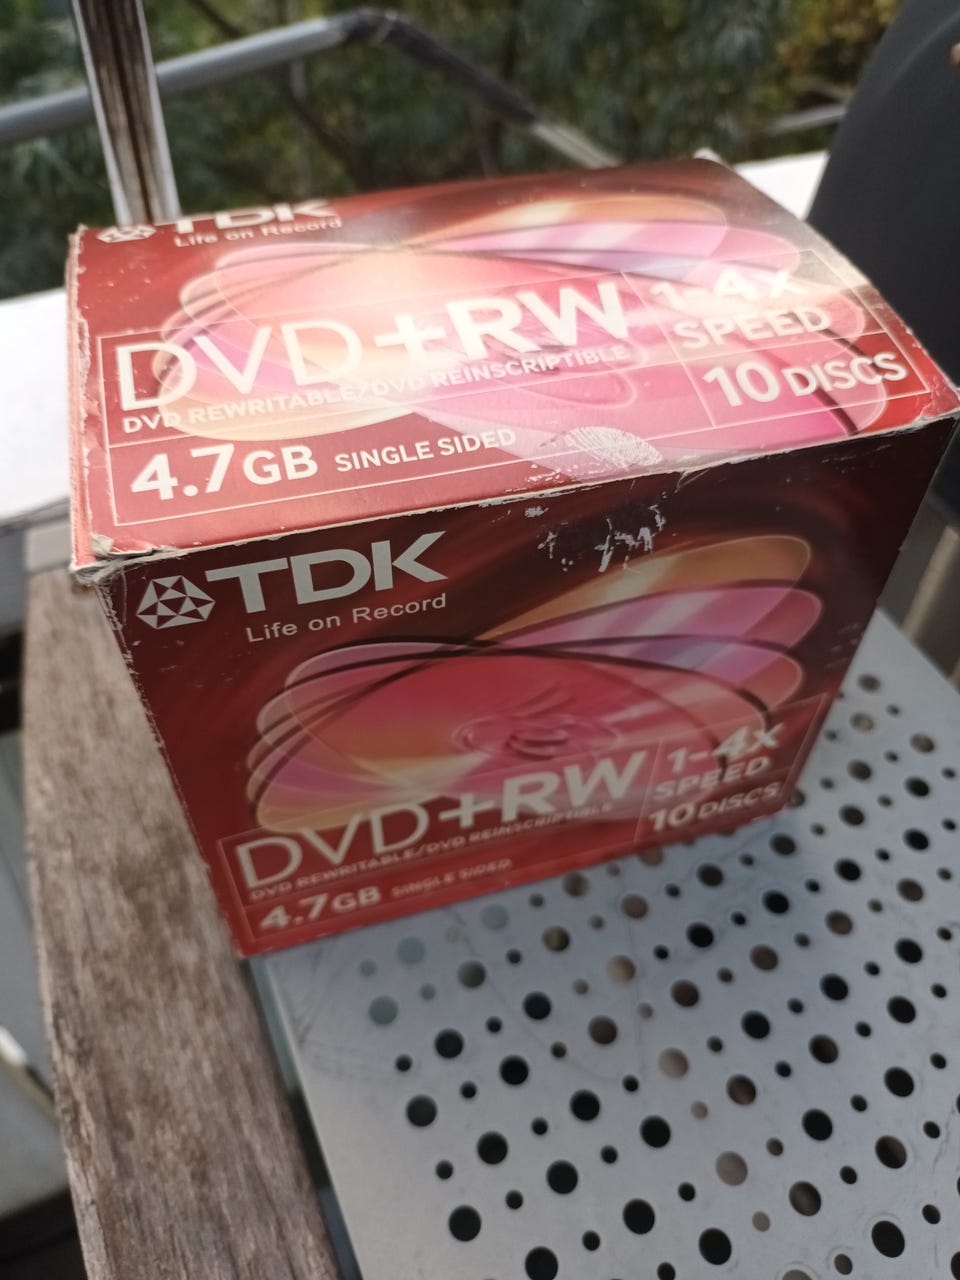 TDK
Life on Record
DVD+RW
DVD REWRITABLE/DVD REINSCRIPTIBLE
1-4x
SPEED
10 DISCS
4.7GB SINGLE SIDED
TDK
Life on Record
DVD+RW
DVD REWRITABLE/DVD REINSCRIPTIBLE
1-4x
SPEED
10 DISCS
4.7GB SINGLE SIDED